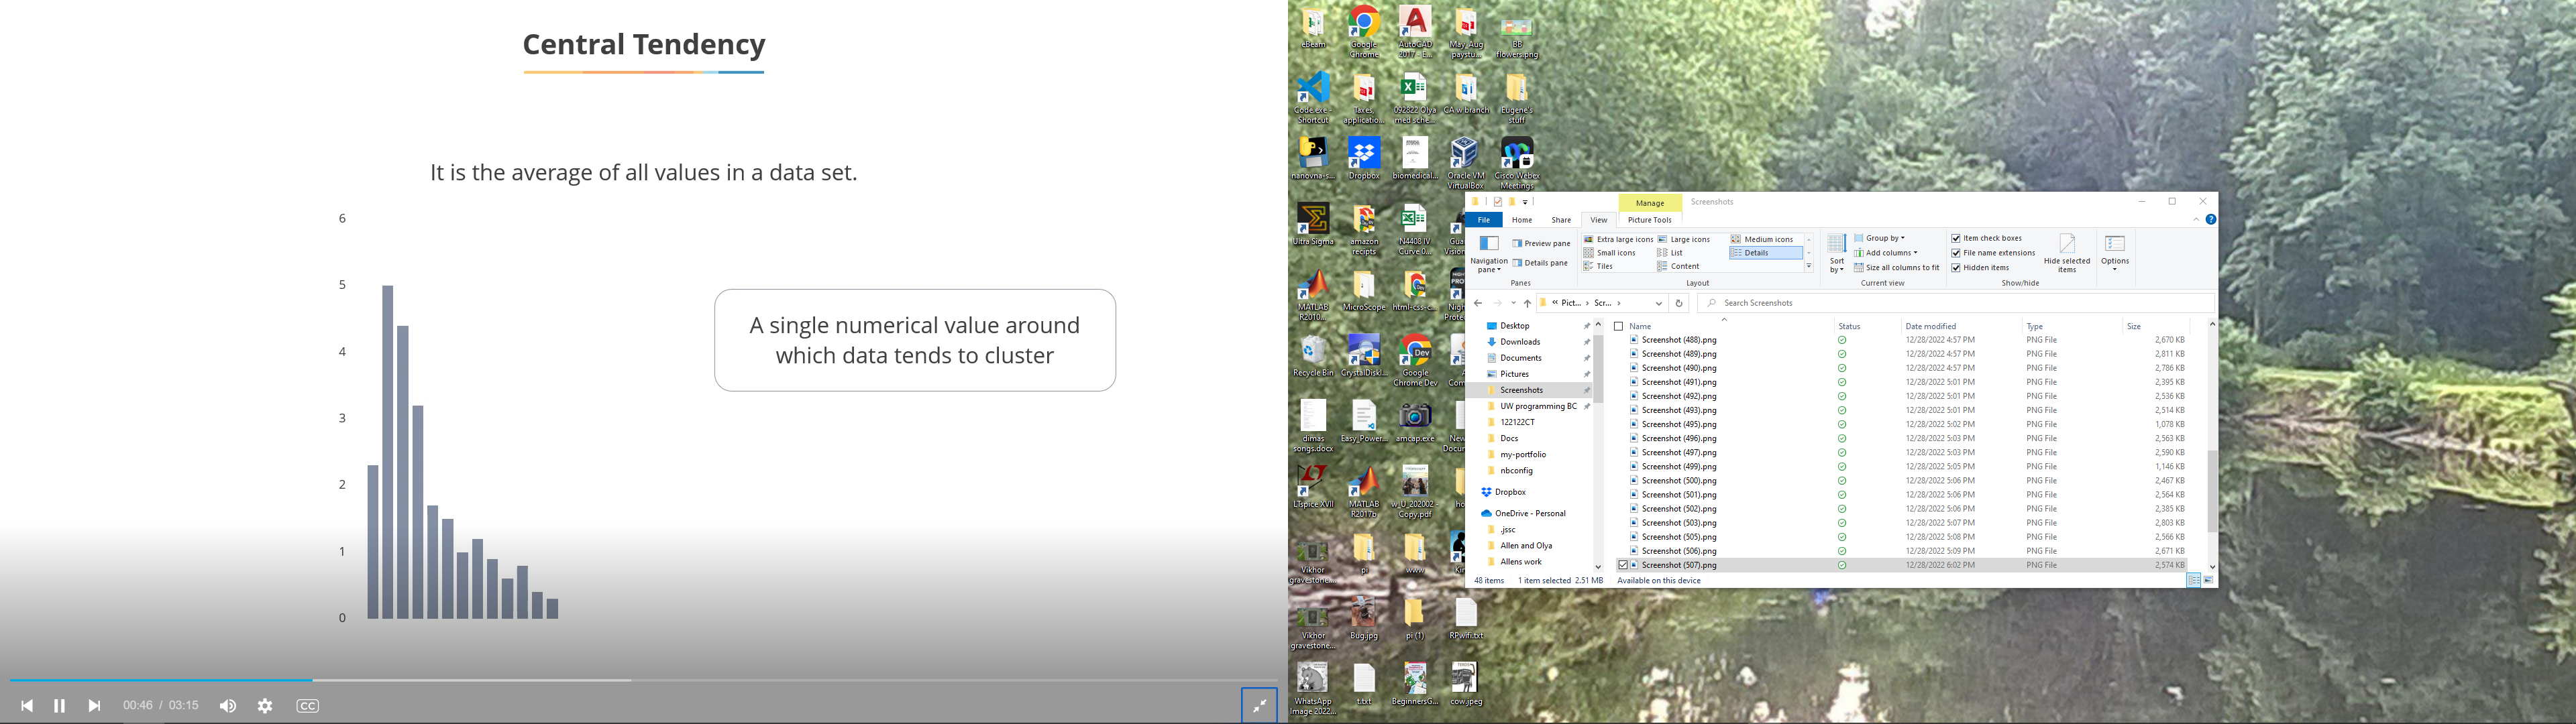 Central Tendency
It is the average of all values in a data set.
6
5
4
3
2
1
0
A single numerical value around
which data tends to cluster
00:46 / 03:15
CC
eBeam
Google
Chrome
AutoCAD
2017 - E...
May_Aug
paystu...
BB
flowers.png
Code.exe -
Shortcut
Taxes,
applicatio...
092822 Olya
med sche...
CA w branch
Eugene's
stuff
nanovna-s...
Dropbox
biomedical...
Oracle VM
VirtualBox
Cisco Webex
Meetings
Ultra Sigma
amazon
recipts
N4408 IV
Curve 0...
MATLAB
R2010...
MicroScope
html-css-c...
Recycle Bin
CrystalDiskI...
Google
Chrome Dev
dimas
songs.docx
Easy_Power...
amcap.exe
LTspice XVII
MATLAB
R2017b
w_U_202002 -
Copy.pdf
Vikhor
gravestone...
pi
www
Vikhor
gravestone...
Bug.jpg
pi (1)
RPwifi.txt
WhatsApp
Image 2022...
t.txt
BeginnersG...
cow.jpeg
Manage
Screenshots
File
Home
Share
View
Picture Tools
Navigation
pane
Preview pane
Details pane
Panes
Extra large icons
Large icons
Medium icons
Small icons
List
Details
Tiles
Content
Layout
Sort
by
Group by
Add columns
Size all columns to fit
Current view
Item check boxes
File name extensions
Hidden items
Hide selected
items
Show/hide
Options
« Pict... › Scr... ›
Search Screenshots
Desktop
Downloads
Documents
Pictures
Screenshots
UW programming BC
122122CT
Docs
my-portfolio
nbconfig
Dropbox
OneDrive - Personal
.jssc
Allen and Olya
Allens work
Name Status Date modified Type Size
Screenshot (488).png 12/28/2022 4:57 PM PNG File 2,670 KB
Screenshot (489).png 12/28/2022 4:57 PM PNG File 2,811 KB
Screenshot (490).png 12/28/2022 4:57 PM PNG File 2,786 KB
Screenshot (491).png 12/28/2022 5:01 PM PNG File 2,395 KB
Screenshot (492).png 12/28/2022 5:01 PM PNG File 2,536 KB
Screenshot (493).png 12/28/2022 5:01 PM PNG File 2,514 KB
Screenshot (495).png 12/28/2022 5:02 PM PNG File 1,078 KB
Screenshot (496).png 12/28/2022 5:03 PM PNG File 2,563 KB
Screenshot (497).png 12/28/2022 5:03 PM PNG File 2,590 KB
Screenshot (499).png 12/28/2022 5:05 PM PNG File 1,146 KB
Screenshot (500).png 12/28/2022 5:06 PM PNG File 2,467 KB
Screenshot (501).png 12/28/2022 5:06 PM PNG File 2,564 KB
Screenshot (502).png 12/28/2022 5:06 PM PNG File 2,385 KB
Screenshot (503).png 12/28/2022 5:07 PM PNG File 2,803 KB
Screenshot (505).png 12/28/2022 5:08 PM PNG File 2,566 KB
Screenshot (506).png 12/28/2022 5:09 PM PNG File 2,671 KB
Screenshot (507).png 12/28/2022 6:02 PM PNG File 2,574 KB
48 items 1 item selected 2.51 MB Available on this device